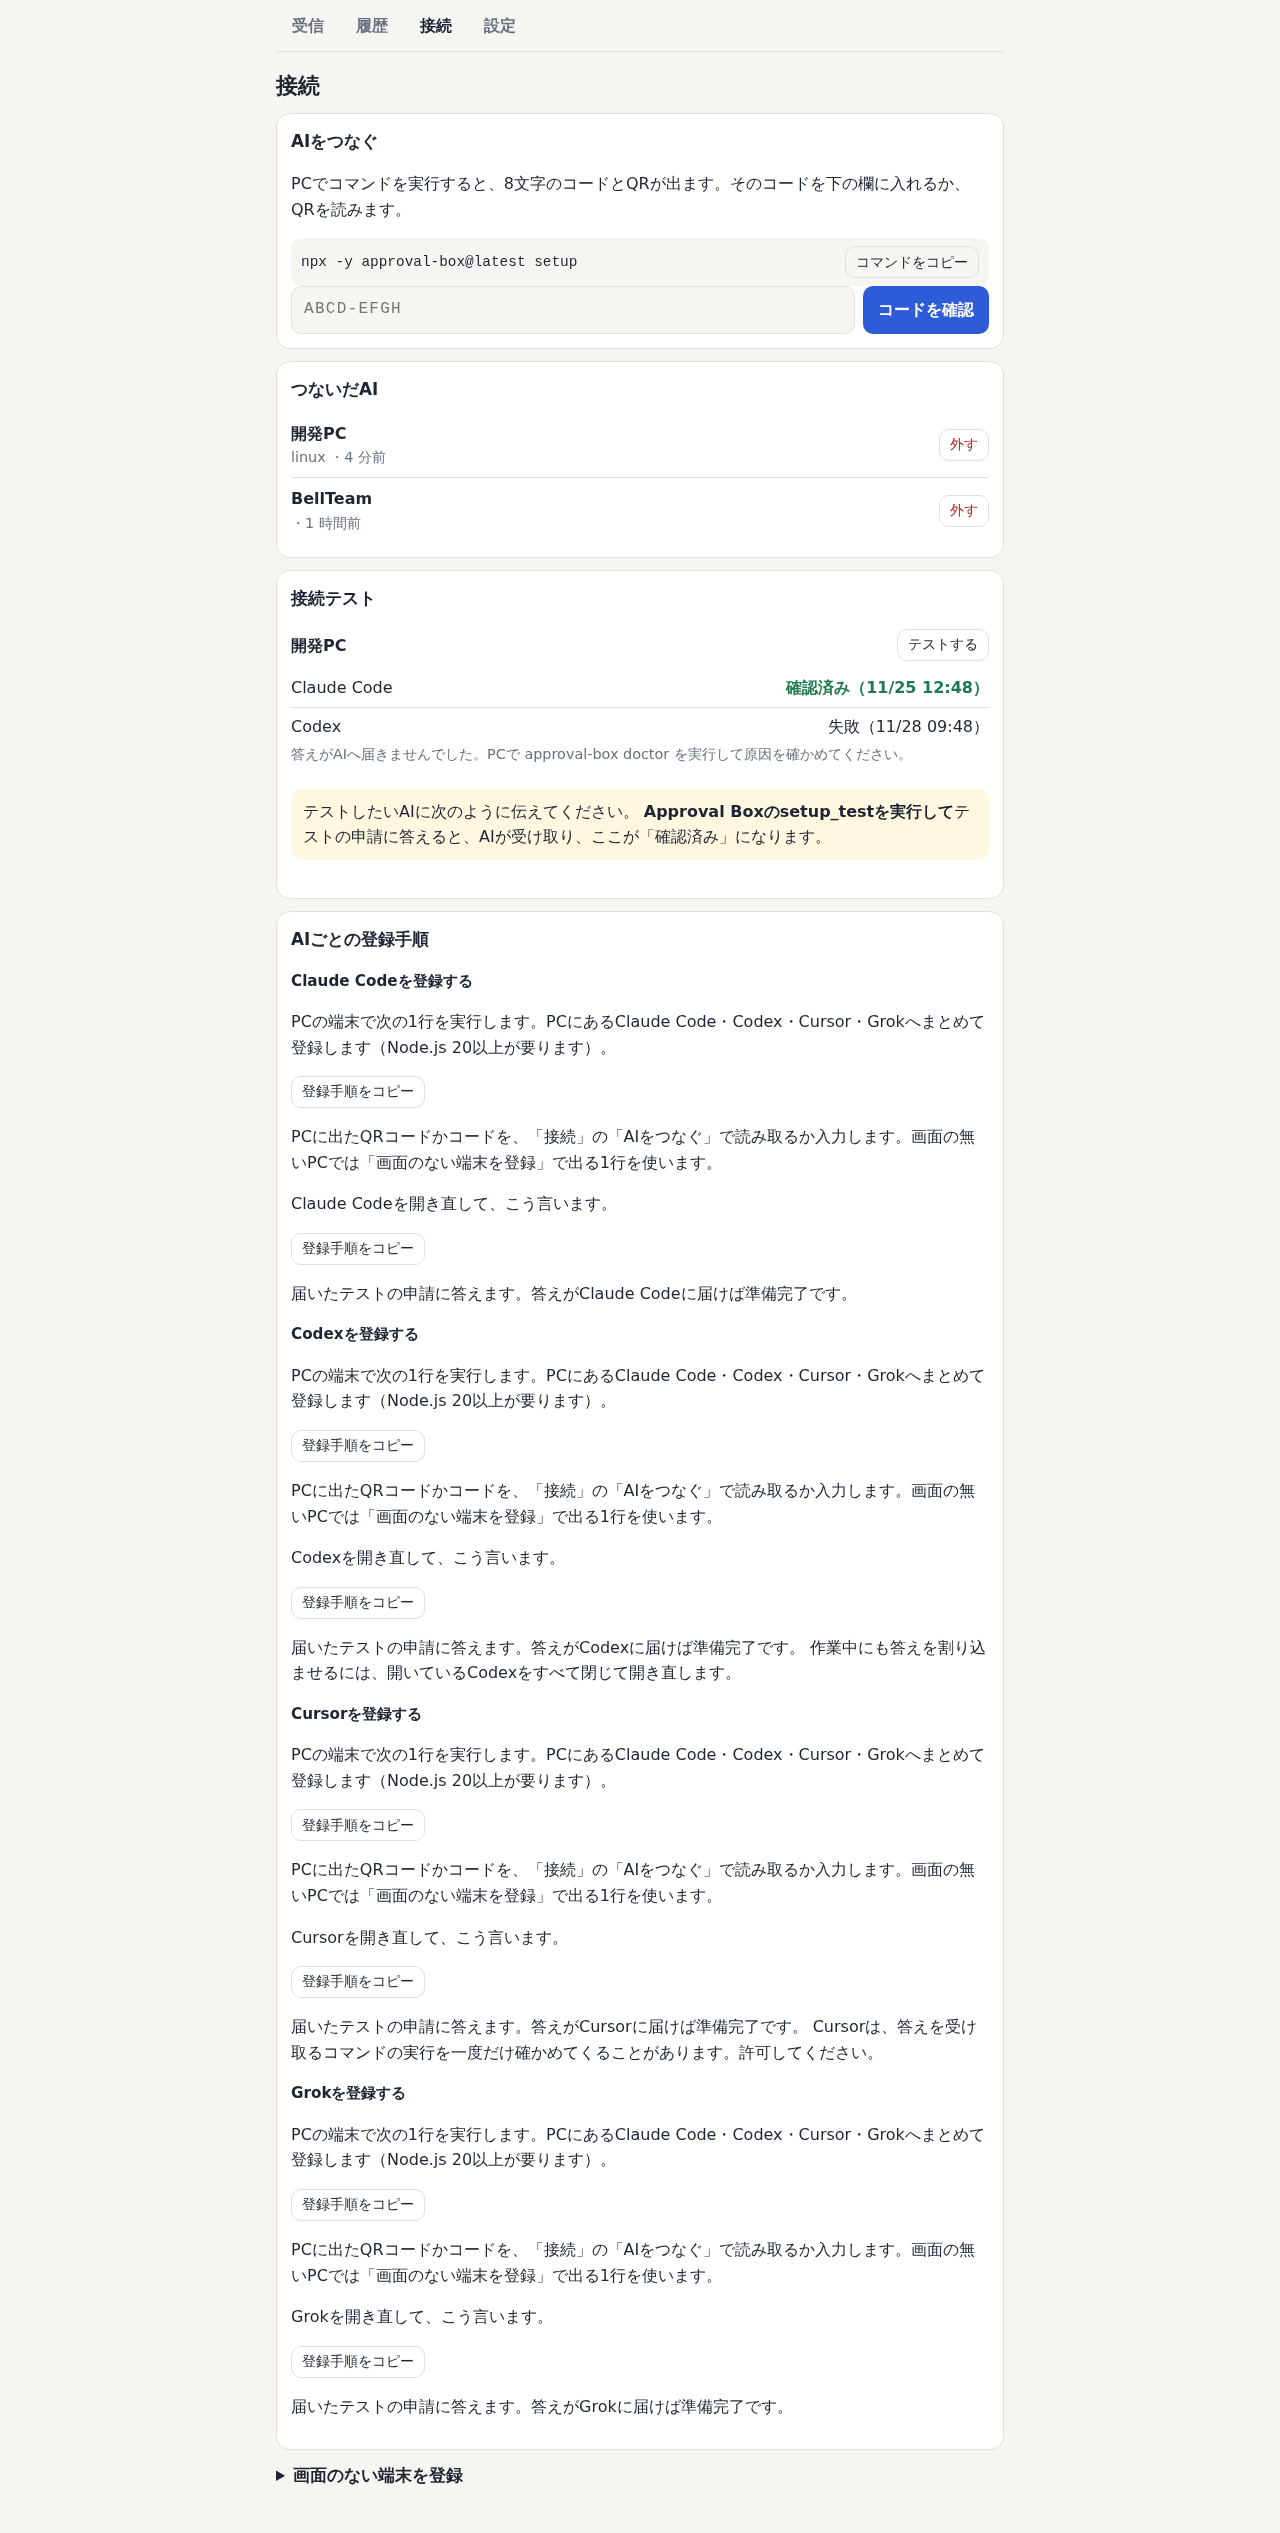 受信 履歴 接続 設定
接続
AIをつなぐ
PCでコマンドを実行すると、8文字のコードとQRが出ます。そのコードを下の欄に入れるか、
QRを読みます。
npx -y approval-box@latest setup コマンドをコピー
ABCD-EFGH コードを確認
つないだAI
開発PC
linux ・4 分前 外す
BellTeam
・1 時間前 外す
接続テスト
開発PC テストする
Claude Code 確認済み（11/25 12:48）
Codex 失敗（11/28 09:48）
答えがAIへ届きませんでした。PCで approval-box doctor を実行して原因を確かめてください。
テストしたいAIに次のように伝えてください。 Approval Boxのsetup_testを実行してテ
ストの申請に答えると、AIが受け取り、ここが「確認済み」になります。
AIごとの登録手順
Claude Codeを登録する
PCの端末で次の1行を実行します。PCにあるClaude Code・Codex・Cursor・Grokへまとめて
登録します（Node.js 20以上が要ります）。
登録手順をコピー
PCに出たQRコードかコードを、「接続」の「AIをつなぐ」で読み取るか入力します。画面の無
いPCでは「画面のない端末を登録」で出る1行を使います。
Claude Codeを開き直して、こう言います。
登録手順をコピー
届いたテストの申請に答えます。答えがClaude Codeに届けば準備完了です。
Codexを登録する
PCの端末で次の1行を実行します。PCにあるClaude Code・Codex・Cursor・Grokへまとめて
登録します（Node.js 20以上が要ります）。
登録手順をコピー
PCに出たQRコードかコードを、「接続」の「AIをつなぐ」で読み取るか入力します。画面の無
いPCでは「画面のない端末を登録」で出る1行を使います。
Codexを開き直して、こう言います。
登録手順をコピー
届いたテストの申請に答えます。答えがCodexに届けば準備完了です。 作業中にも答えを割り込
ませるには、開いているCodexをすべて閉じて開き直します。
Cursorを登録する
PCの端末で次の1行を実行します。PCにあるClaude Code・Codex・Cursor・Grokへまとめて
登録します（Node.js 20以上が要ります）。
登録手順をコピー
PCに出たQRコードかコードを、「接続」の「AIをつなぐ」で読み取るか入力します。画面の無
いPCでは「画面のない端末を登録」で出る1行を使います。
Cursorを開き直して、こう言います。
登録手順をコピー
届いたテストの申請に答えます。答えがCursorに届けば準備完了です。 Cursorは、答えを受け
取るコマンドの実行を一度だけ確かめてくることがあります。許可してください。
Grokを登録する
PCの端末で次の1行を実行します。PCにあるClaude Code・Codex・Cursor・Grokへまとめて
登録します（Node.js 20以上が要ります）。
登録手順をコピー
PCに出たQRコードかコードを、「接続」の「AIをつなぐ」で読み取るか入力します。画面の無
いPCでは「画面のない端末を登録」で出る1行を使います。
Grokを開き直して、こう言います。
登録手順をコピー
届いたテストの申請に答えます。答えがGrokに届けば準備完了です。
画面のない端末を登録